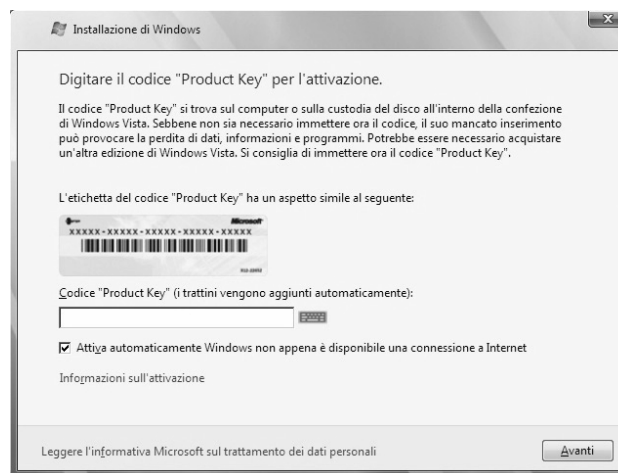 Installazione di Windows
Digitare il codice "Product Key" per l'attivazione.
Il codice "Product Key" si trova sul computer o sulla custodia del disco all'interno della confezione
di Windows Vista. Sebbene non sia necessario immettere ora il codice, il suo mancato inserimento
può provocare la perdita di dati, informazioni e programmi. Potrebbe essere necessario acquistare
un'altra edizione di Windows Vista. Si consiglia di immettere ora il codice "Product Key".
L'etichetta del codice "Product Key" ha un aspetto simile al seguente:
Microsoft
XXXXX-XXXXX-XXXXX-XXXXX-XXXXX
Codice "Product Key" (i trattini vengono aggiunti automaticamente):
Attiva automaticamente Windows non appena è disponibile una connessione a Internet
Informazioni sull'attivazione
Leggere l'informativa Microsoft sul trattamento dei dati personali
Avanti